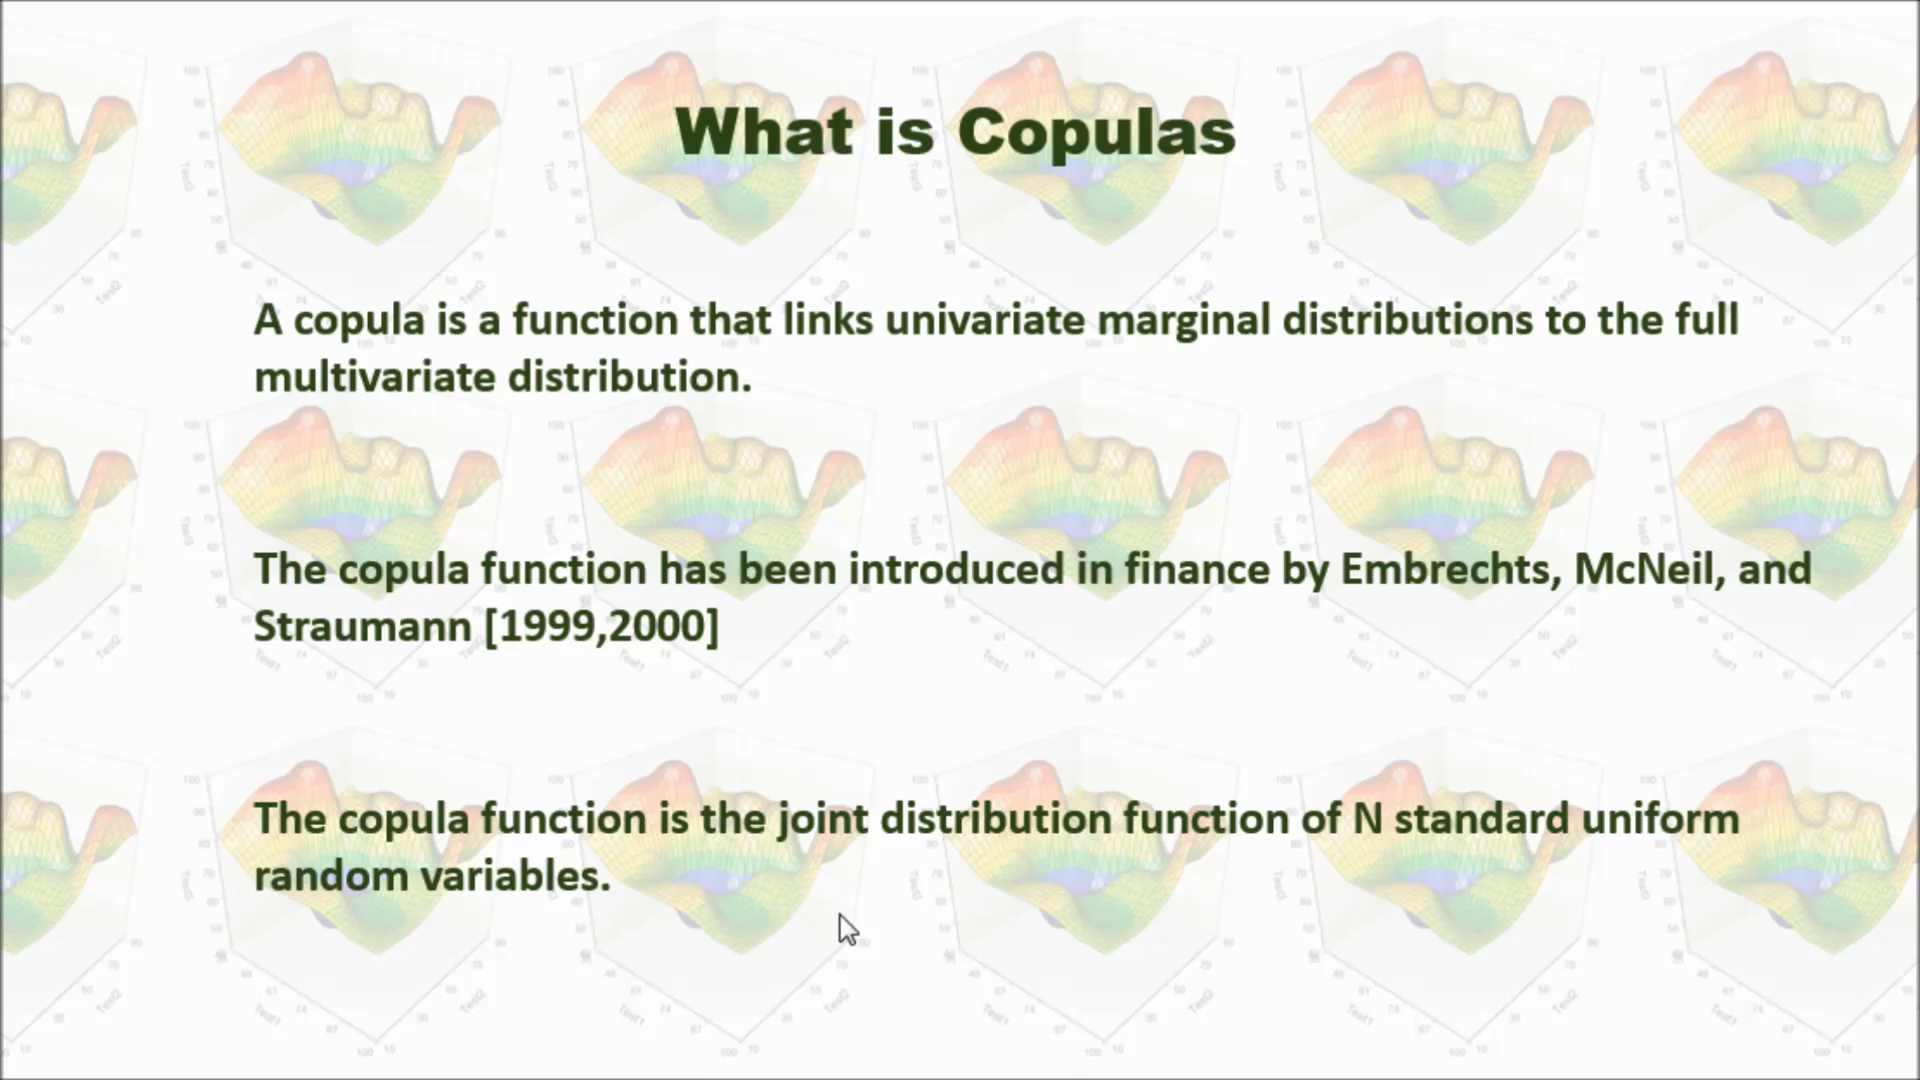 What is Copulas
A copula is a function that links univariate marginal distributions to the full
multivariate distribution.
The copula function has been introduced in finance by Embrechts, McNeil, and
Straumann [1999,2000]
The copula function is the joint distribution function of N standard uniform
random variables.